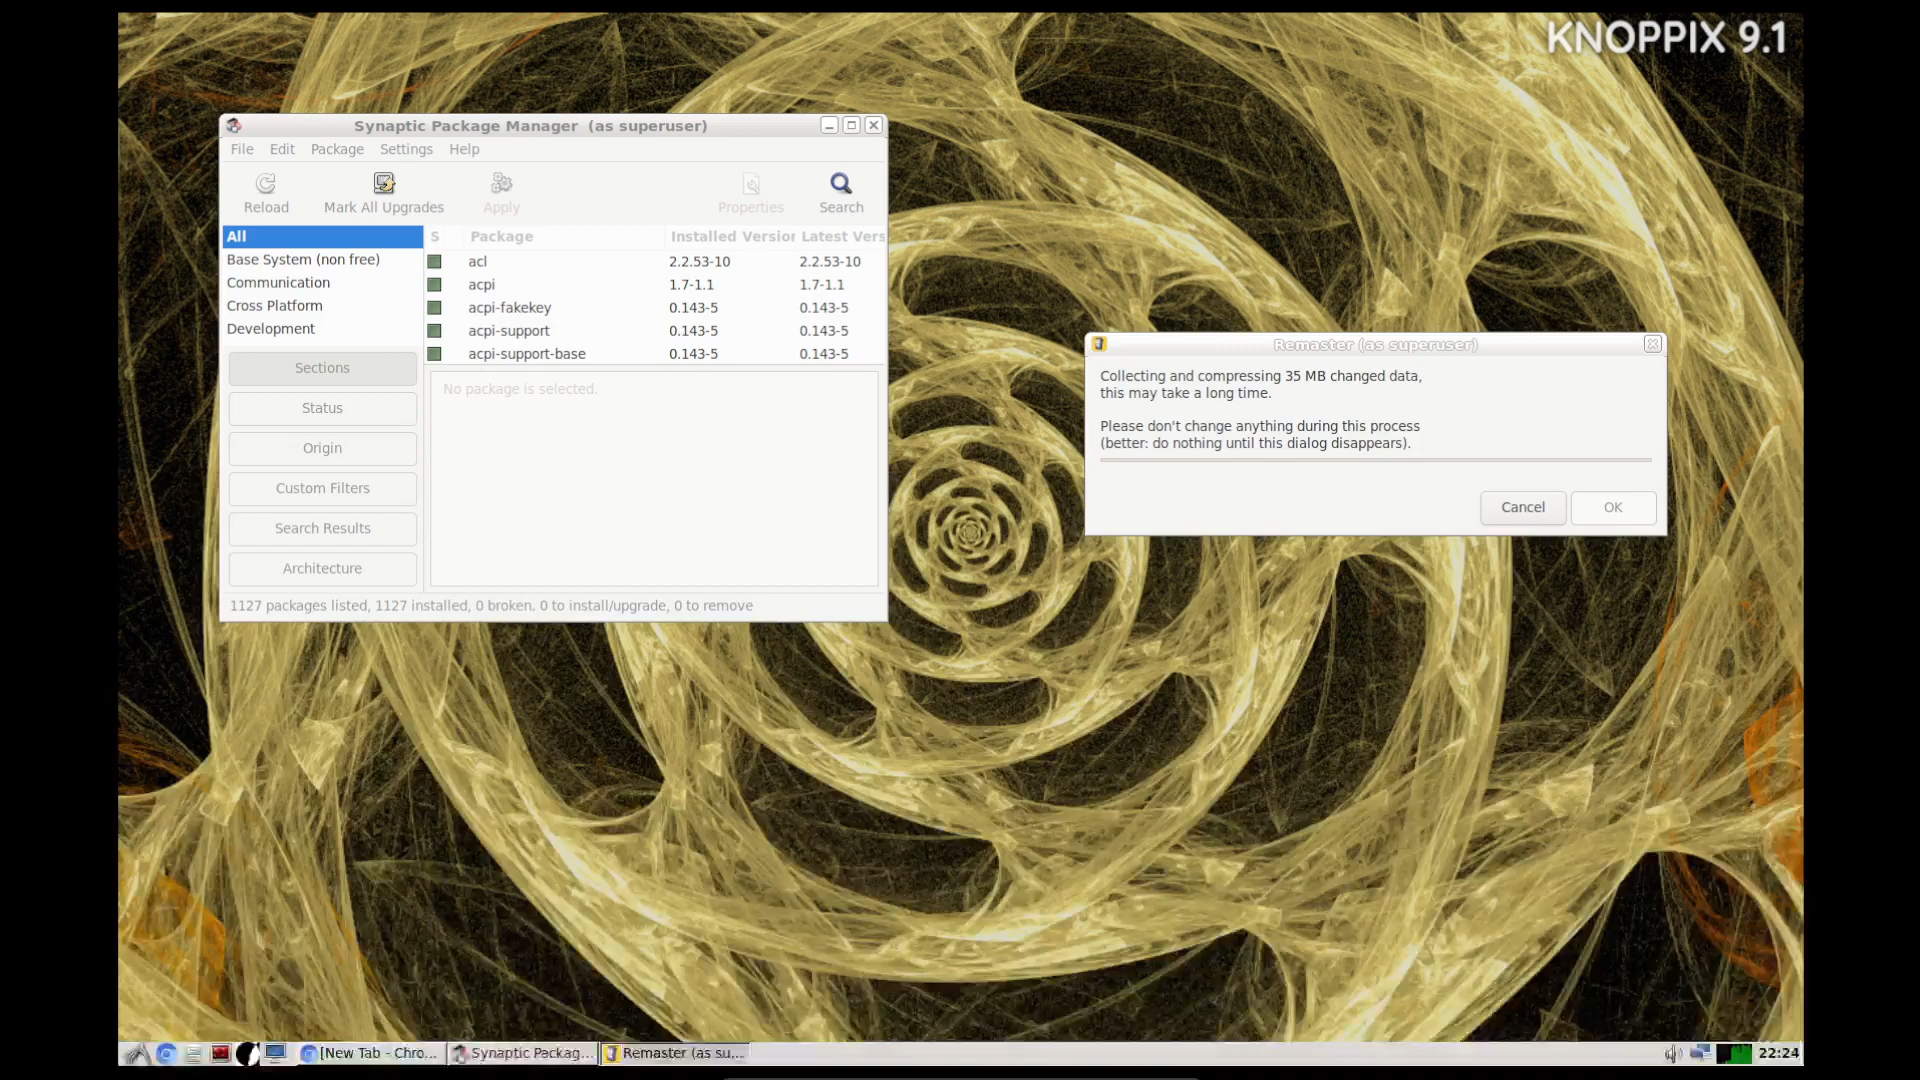 KNOPPIX 9.1
Synaptic Package Manager (as superuser)
File Edit Package Settings Help
Reload Mark All Upgrades Apply Properties Search
All
Base System (non free)
Communication
Cross Platform
Development
Sections
Status
Origin
Custom Filters
Search Results
Architecture
S Package Installed Version Latest Vers
acl 2.2.53-10 2.2.53-10
acpi 1.7-1.1 1.7-1.1
acpi-fakekey 0.143-5 0.143-5
acpi-support 0.143-5 0.143-5
acpi-support-base 0.143-5 0.143-5
No package is selected.
1127 packages listed, 1127 installed, 0 broken. 0 to install/upgrade, 0 to remove
Remaster (as superuser)
Collecting and compressing 35 MB changed data,
this may take a long time.
Please don't change anything during this process
(better: do nothing until this dialog disappears).
Cancel OK
[New Tab - Chro... Synaptic Packag... Remaster (as su,... 22:24